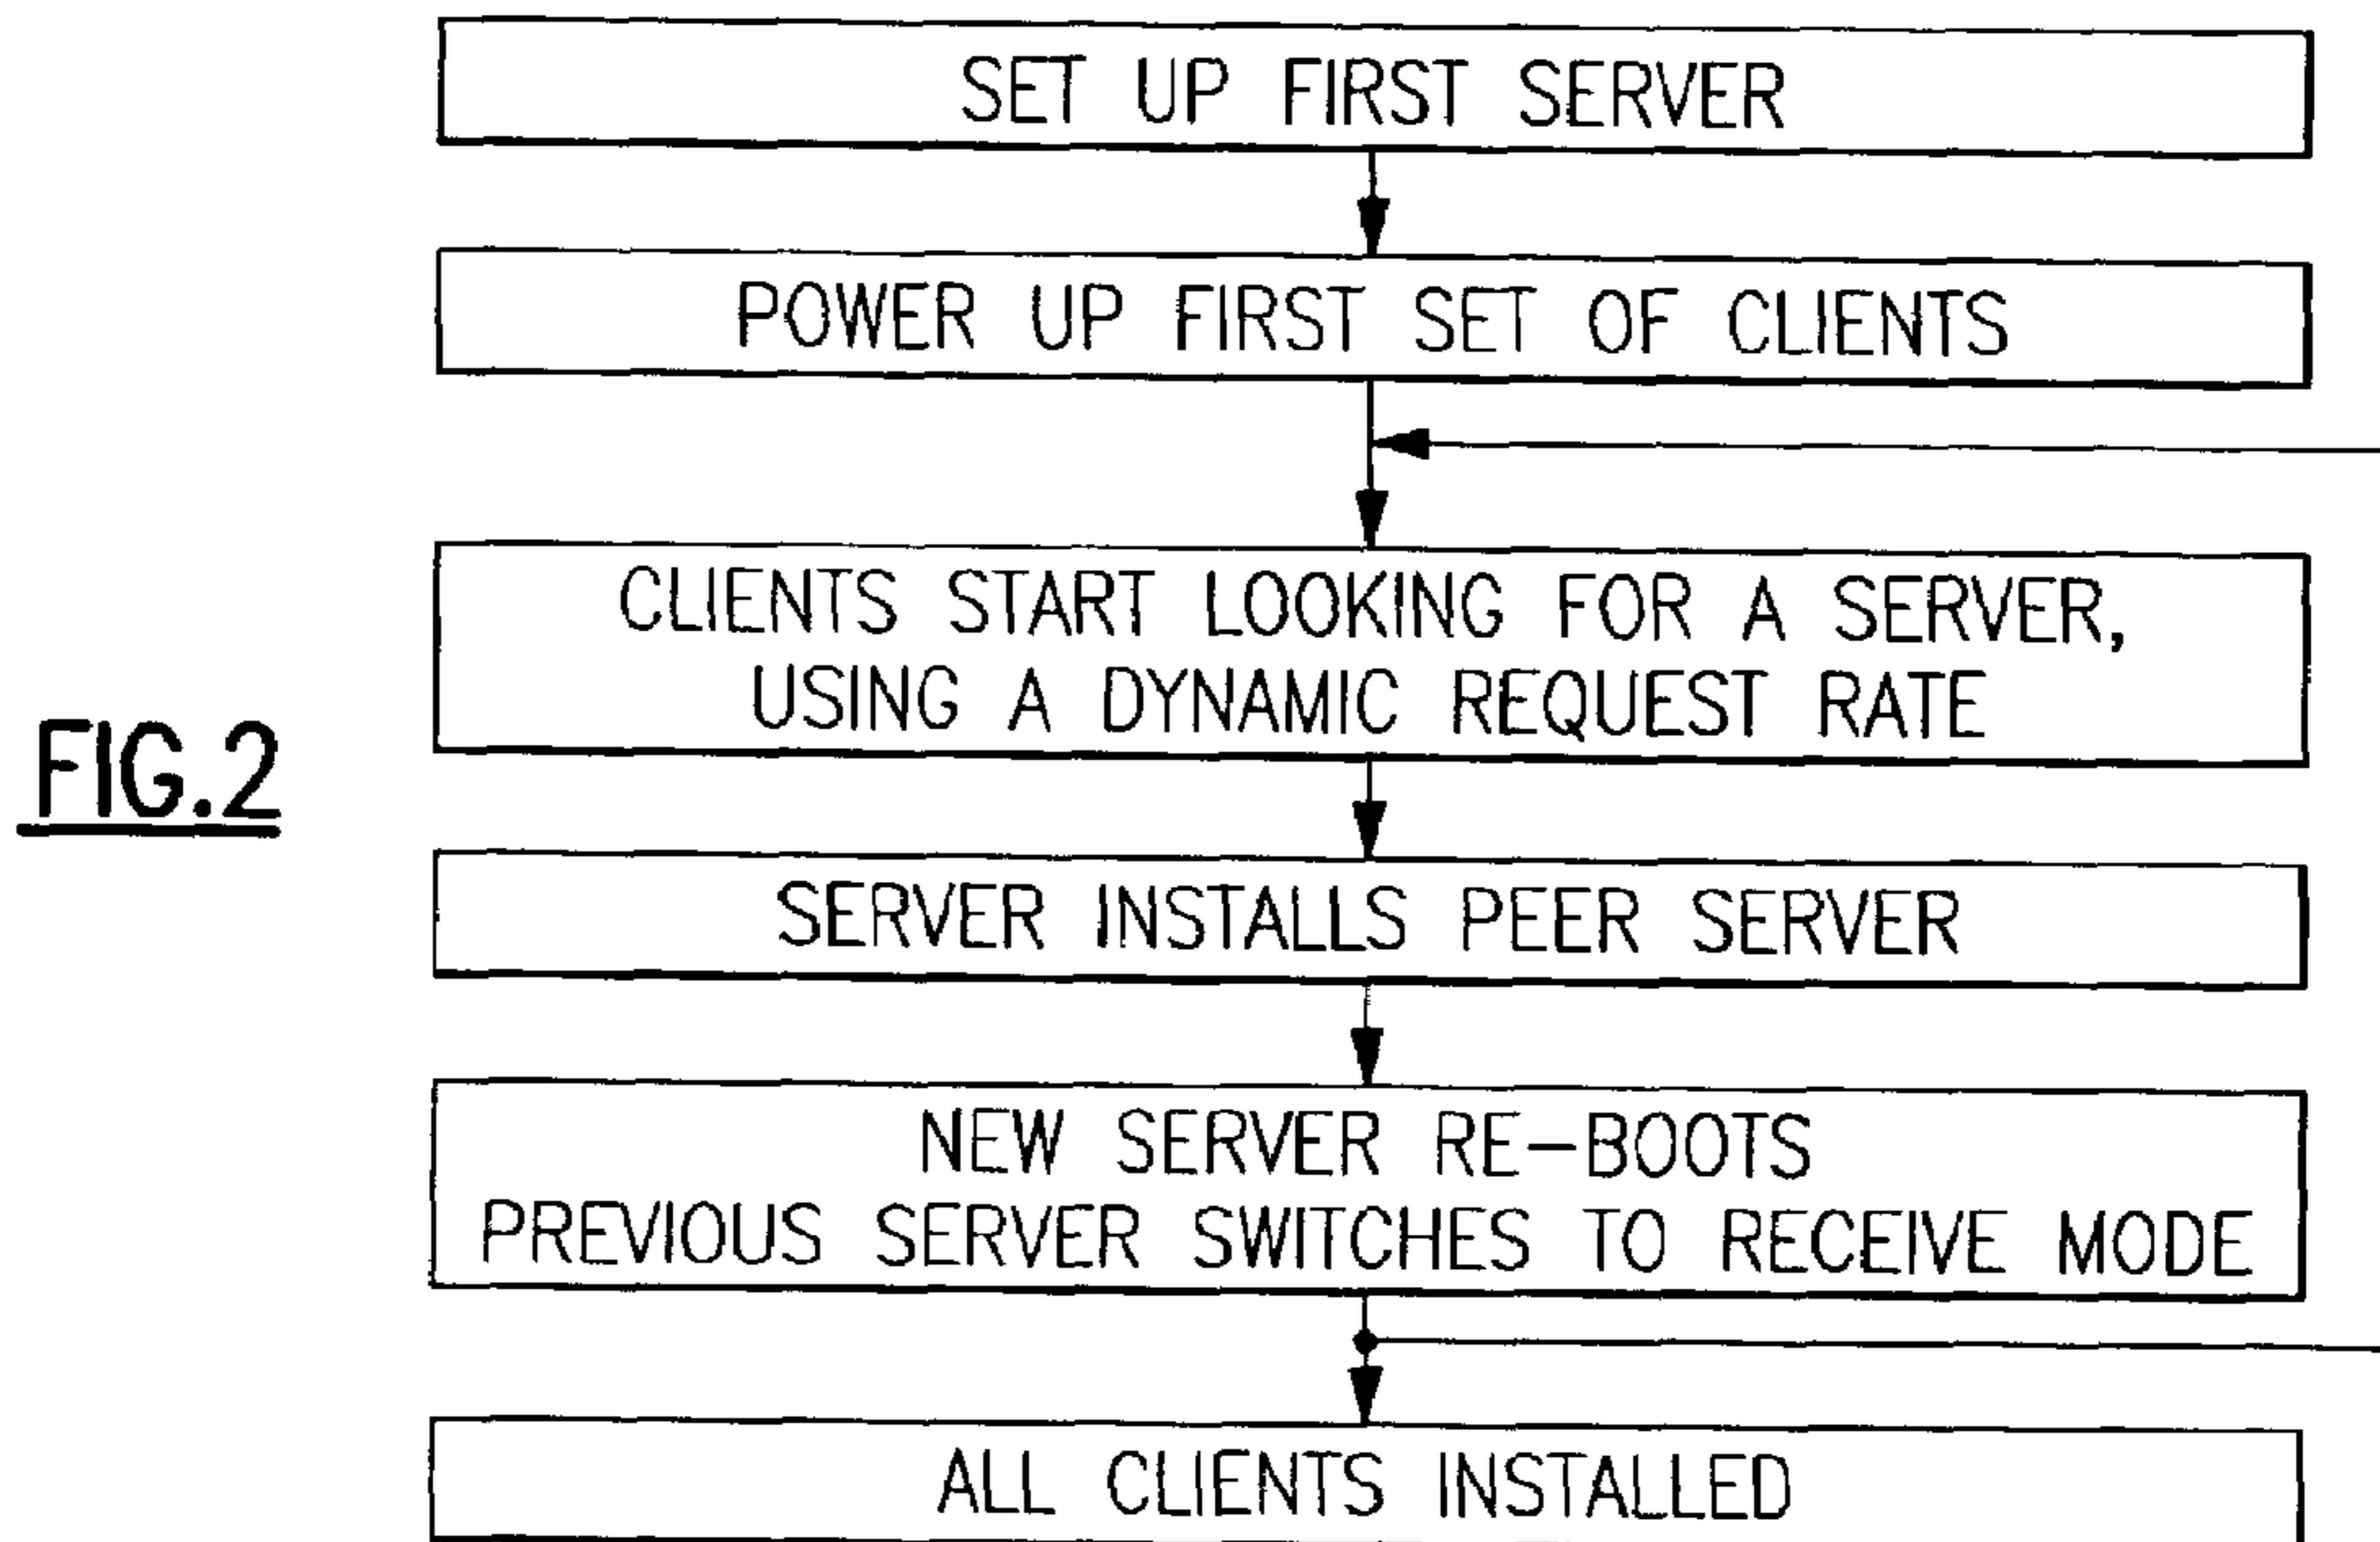 SET UP FIRST SERVER
POWER UP FIRST SET OF CLIENTS
CLIENTS START LOOKING FOR A SERVER,
USING A DYNAMIC REQUEST RATE
FIG.2
SERVER INSTALLS PEER SERVER
NEW SERVER RE-BOOTS
PREVIOUS SERVER SWITCHES TO RECEIVE MODE
ALL CLIENTS INSTALLED